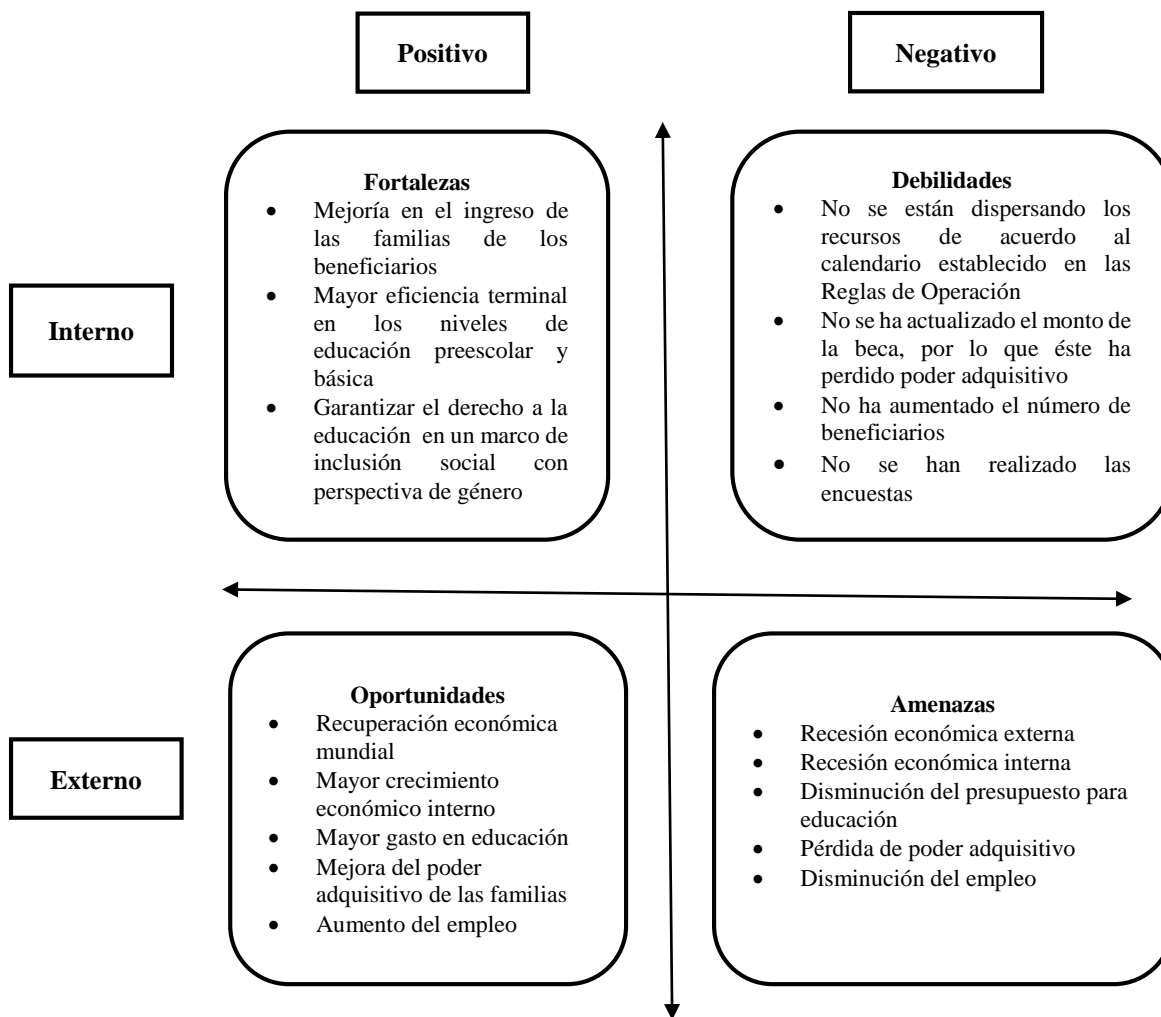 Positivo
Negativo
Interno
Fortalezas
• Mejoría en el ingreso de
las familias de los
beneficiarios
• Mayor eficiencia terminal
en los niveles de
educación preescolar y
básica
• Garantizar el derecho a la
educación en un marco de
inclusión social con
perspectiva de género
Debilidades
• No se están dispersando los
recursos de acuerdo al
calendario establecido en las
Reglas de Operación
• No se ha actualizado el monto de
la beca, por lo que éste ha
perdido poder adquisitivo
• No ha aumentado el número de
beneficiarios
• No se han realizado las
encuestas
Externo
Oportunidades
• Recuperación económica
mundial
• Mayor crecimiento
económico interno
• Mayor gasto en educación
• Mejora del poder
adquisitivo de las familias
• Aumento del empleo
Amenazas
• Recesión económica externa
• Recesión económica interna
• Disminución del presupuesto para
educación
• Pérdida de poder adquisitivo
• Disminución del empleo